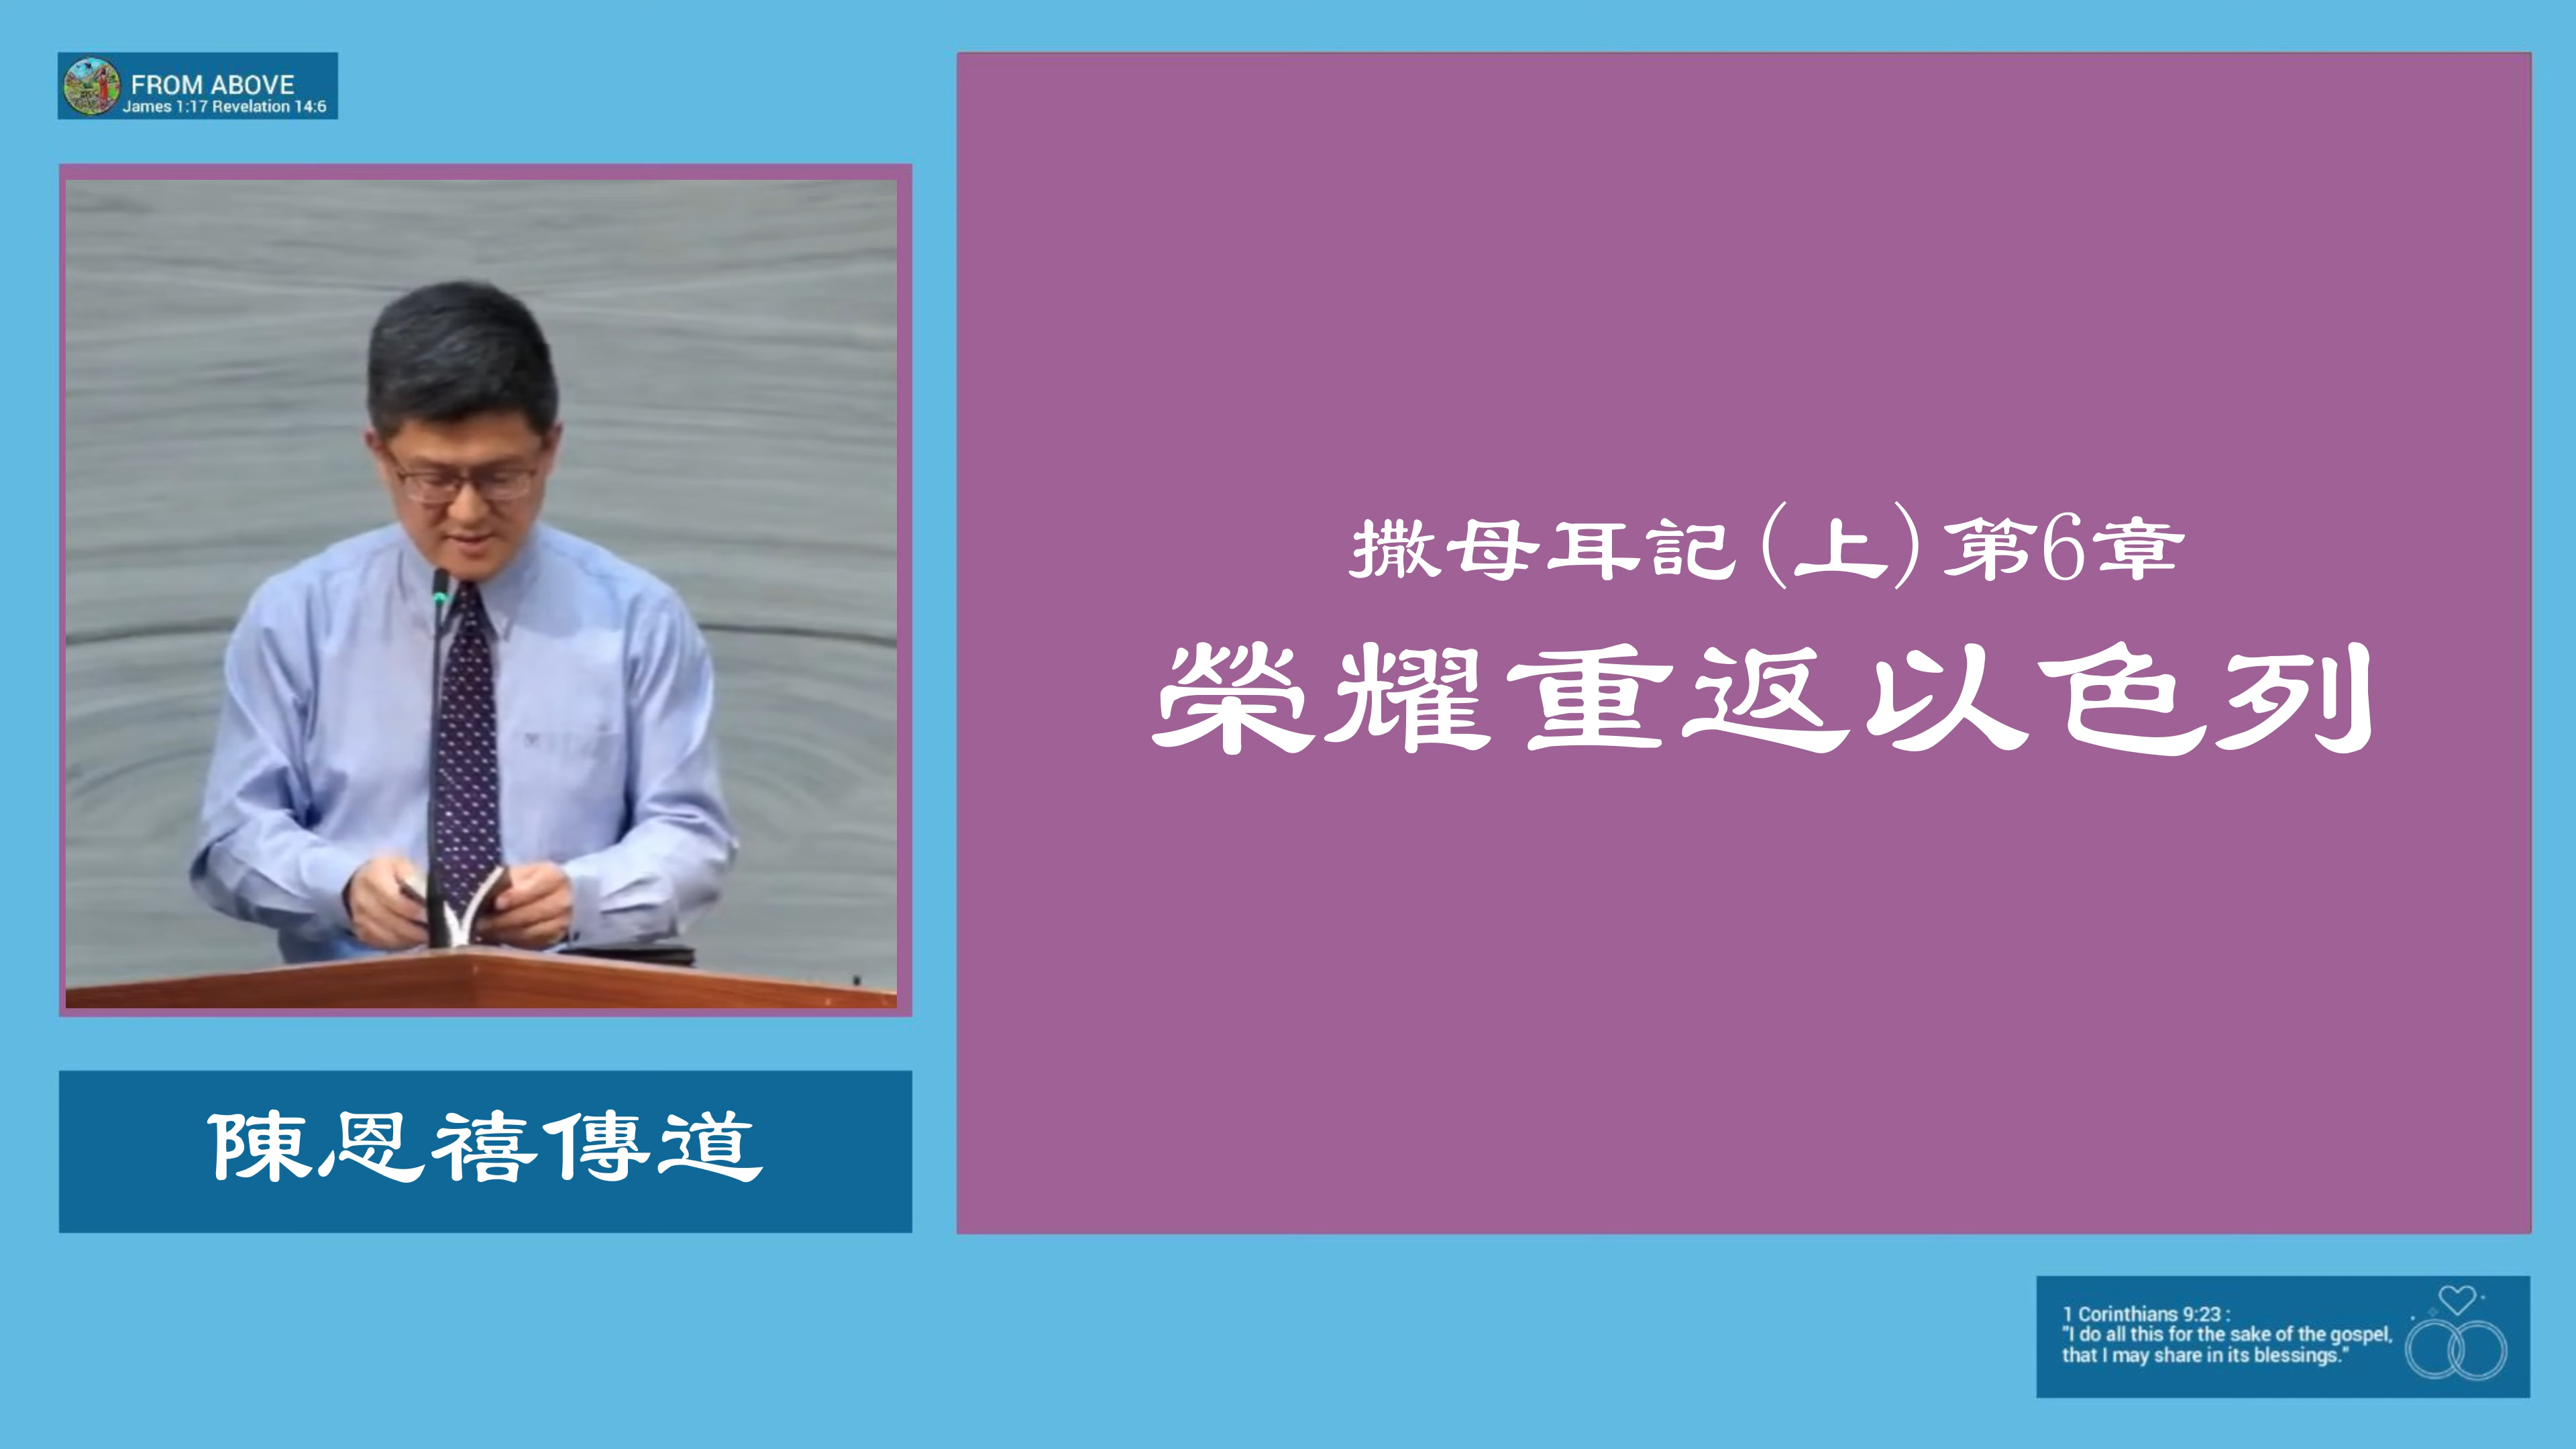 FROM ABOVE
James 1:17 Revelation 14:6
撒母耳記(上)第6章
榮耀重返以色列
陳恩禧傳道
1 Corinthians 9:23 :
"I do all this for the sake of the gospel,
that I may share in its blessings."